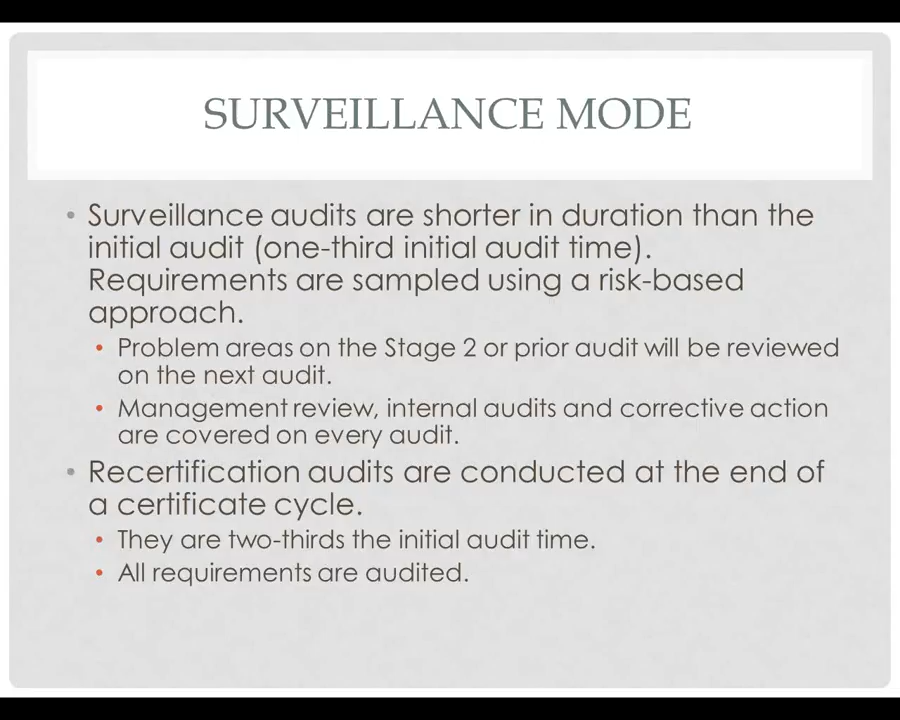 SURVEILLANCE MODE
• Surveillance audits are shorter in duration than the
initial audit (one-third initial audit time).
Requirements are sampled using a risk-based
approach.
• Problem areas on the Stage 2 or prior audit will be reviewed
on the next audit.
• Management review, internal audits and corrective action
are covered on every audit.
• Recertification audits are conducted at the end of
a certificate cycle.
• They are two-thirds the initial audit time.
• All requirements are audited.